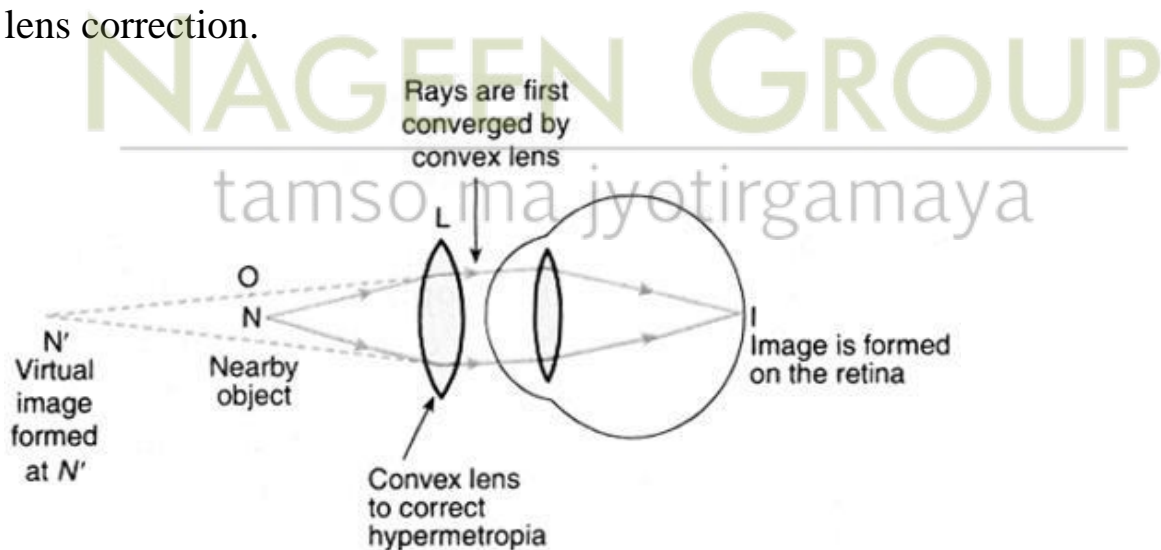 lens correction.
NAGEEN GROUP
tamso ma jyotirgamaya
Rays are first
converged by
convex lens
L
O
N
N'
Virtual
image
formed
at N'
Nearby
object
I
Image is formed
on the retina
Convex lens
to correct
hypermetropia